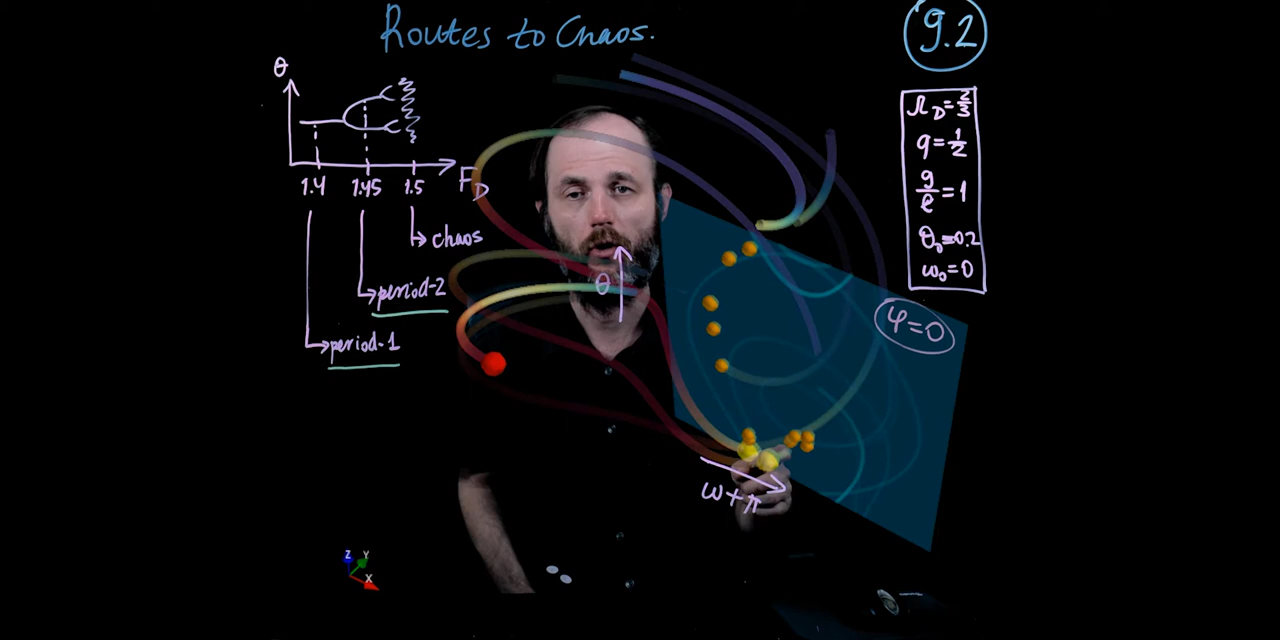 Routes to Chaos.
9.2
θ
1.4 1.45 1.5 F_D
chaos
period-2
period-1
Ω_D=2/3
q=1/2
g/ℓ=1
θ₀=0.2
ω₀=0
φ=0
θ
ω+π
Z Y X